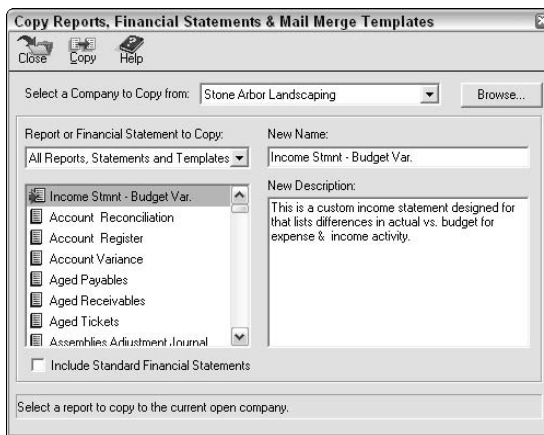 Copy Reports, Financial Statements & Mail Merge Templates
Close Copy Help
Select a Company to Copy from: Stone Arbor Landscaping Browse...
Report or Financial Statement to Copy:
All Reports, Statements and Templates
Income Stmnt - Budget Var.
Account Reconciliation
Account Register
Account Variance
Aged Payables
Aged Receivables
Aged Tickets
Assemblies Adjustment Journal
Include Standard Financial Statements
New Name:
Income Stmnt - Budget Var.
New Description:
This is a custom income statement designed for
that lists differences in actual vs. budget for
expense & income activity.
Select a report to copy to the current open company.